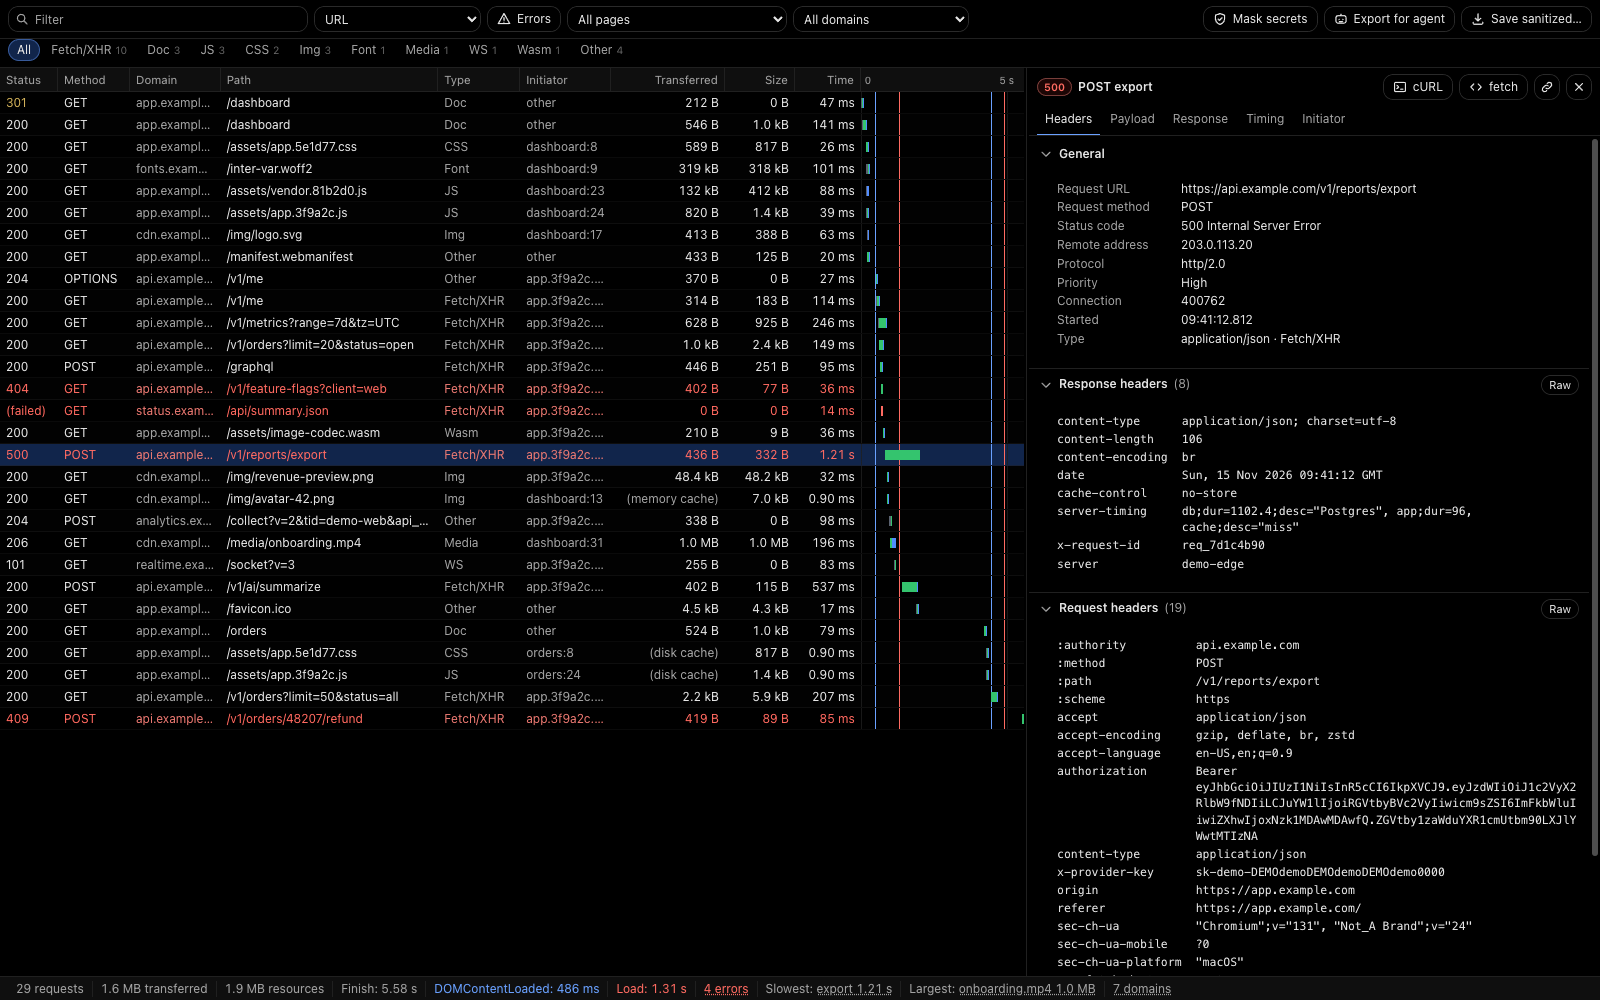 Filter URL Errors All pages All domains Mask secrets Export for agent Save sanitized...
All Fetch/XHR 10 Doc 3 JS 3 CSS 2 Img 3 Font 1 Media 1 WS 1 Wasm 1 Other 4
Status Method Domain Path Type Initiator Transferred Size Time 0 5 s
301 GET app.exampl... /dashboard Doc other 212 B 0 B 47 ms
200 GET app.exampl... /dashboard Doc other 546 B 1.0 kB 141 ms
200 GET app.exampl... /assets/app.5e1d77.css CSS dashboard:8 589 B 817 B 26 ms
200 GET fonts.exam... /inter-var.woff2 Font dashboard:9 319 kB 318 kB 101 ms
200 GET app.exampl... /assets/vendor.81b2d0.js JS dashboard:23 132 kB 412 kB 88 ms
200 GET app.exampl... /assets/app.3f9a2c.js JS dashboard:24 820 B 1.4 kB 39 ms
200 GET cdn.examp... /img/logo.svg Img dashboard:17 413 B 388 B 63 ms
200 GET app.exampl... /manifest.webmanifest Other other 433 B 125 B 20 ms
204 OPTIONS api.example... /v1/me Other app.3f9a2c.... 370 B 0 B 27 ms
200 GET api.example... /v1/me Fetch/XHR app.3f9a2c.... 314 B 183 B 114 ms
200 GET api.example... /v1/metrics?range=7d&tz=UTC Fetch/XHR app.3f9a2c.... 628 B 925 B 246 ms
200 GET api.example... /v1/orders?limit=20&status=open Fetch/XHR app.3f9a2c.... 1.0 kB 2.4 kB 149 ms
200 POST api.example... /graphql Fetch/XHR app.3f9a2c.... 446 B 251 B 95 ms
404 GET api.example... /v1/feature-flags?client=web Fetch/XHR app.3f9a2c.... 402 B 77 B 36 ms
(failed) GET status.exam... /api/summary.json Fetch/XHR app.3f9a2c.... 0 B 0 B 14 ms
200 GET app.exampl... /assets/image-codec.wasm Wasm app.3f9a2c.... 210 B 9 B 36 ms
500 POST api.example... /v1/reports/export Fetch/XHR app.3f9a2c.... 436 B 332 B 1.21 s
200 GET cdn.examp... /img/revenue-preview.png Img app.3f9a2c.... 48.4 kB 48.2 kB 32 ms
200 GET cdn.examp... /img/avatar-42.png Img dashboard:13 (memory cache) 7.0 kB 0.90 ms
204 POST analytics.ex... /collect?v=2&tid=demo-web&api_... Other app.3f9a2c.... 338 B 0 B 98 ms
206 GET cdn.examp... /media/onboarding.mp4 Media dashboard:31 1.0 MB 1.0 MB 196 ms
101 GET realtime.exa... /socket?v=3 WS app.3f9a2c.... 255 B 0 B 83 ms
200 POST api.example... /v1/ai/summarize Fetch/XHR app.3f9a2c.... 402 B 115 B 537 ms
200 GET app.exampl... /favicon.ico Other other 4.5 kB 4.3 kB 17 ms
200 GET app.exampl... /orders Doc other 524 B 1.0 kB 79 ms
200 GET app.exampl... /assets/app.5e1d77.css CSS orders:8 (disk cache) 817 B 0.90 ms
200 GET app.exampl... /assets/app.3f9a2c.js JS orders:24 (disk cache) 1.4 kB 0.90 ms
200 GET api.example... /v1/orders?limit=50&status=all Fetch/XHR app.3f9a2c.... 2.2 kB 5.9 kB 207 ms
409 POST api.example... /v1/orders/48207/refund Fetch/XHR app.3f9a2c.... 419 B 89 B 85 ms
500 POST export cURL fetch
Headers Payload Response Timing Initiator
General
Request URL https://api.example.com/v1/reports/export
Request method POST
Status code 500 Internal Server Error
Remote address 203.0.113.20
Protocol http/2.0
Priority High
Connection 400762
Started 09:41:12.812
Type application/json · Fetch/XHR
Response headers (8) Raw
content-type application/json; charset=utf-8
content-length 106
content-encoding br
date Sun, 15 Nov 2026 09:41:12 GMT
cache-control no-store
server-timing db;dur=1102.4;desc="Postgres", app;dur=96,
cache;desc="miss"
x-request-id req_7d1c4b90
server demo-edge
Request headers (19) Raw
:authority api.example.com
:method POST
:path /v1/reports/export
:scheme https
accept application/json
accept-encoding gzip, deflate, br, zstd
accept-language en-US,en;q=0.9
authorization Bearer
eyJhbGciOiJIUzI1NiIsInR5cCI6IkpXVCJ9.eyJzdWIiOiJ1c2VyX2
RlbW9fNDIiLCJuYW1lIjoiRGVtbyBVc2VyIiwicm9sZSI6ImFkbWluI
iwiZXhwIjoxNzk1MDAwMDAwfQ.ZGVtby1zaWduYXR1cmUtbm90LXJlY
WwtMTIzNA
content-type application/json
x-provider-key sk-demo-DEMOdemoDEMOdemoDEMOdemo0000
origin https://app.example.com
referer https://app.example.com/
sec-ch-ua "Chromium";v="131", "Not_A Brand";v="24"
sec-ch-ua-mobile ?0
sec-ch-ua-platform "macOS"
29 requests 1.6 MB transferred 1.9 MB resources Finish: 5.58 s DOMContentLoaded: 486 ms Load: 1.31 s 4 errors Slowest: export 1.21 s Largest: onboarding.mp4 1.0 MB 7 domains